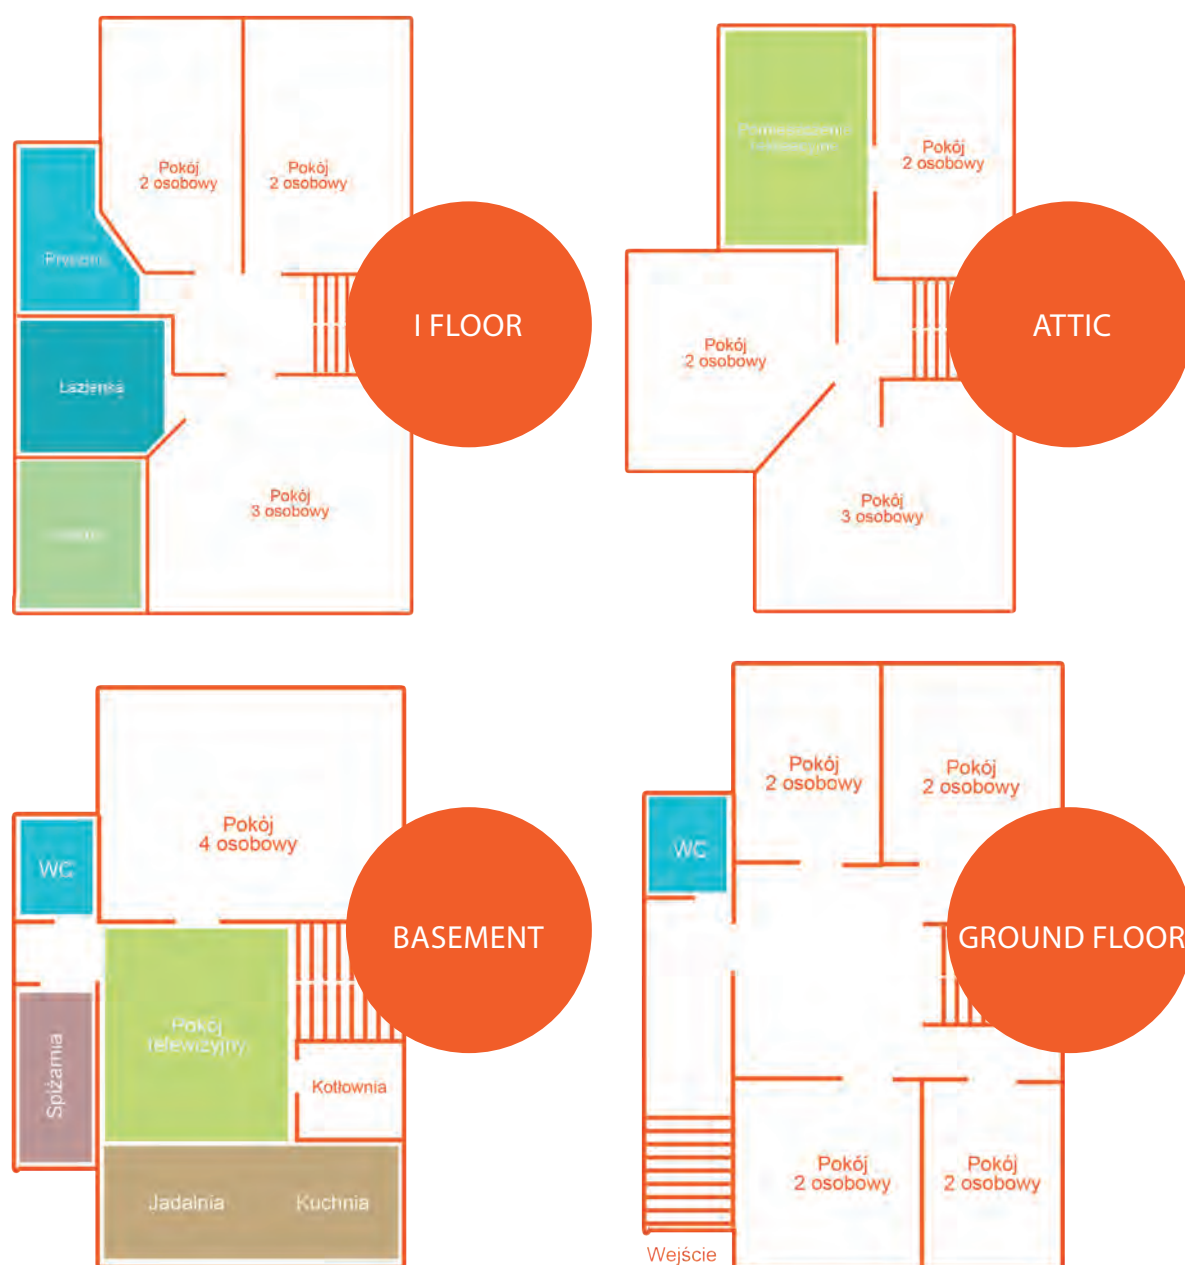 Pokój
2 osobowy
Pokój
2 osobowy
Łazienka
Pokój
3 osobowy
I FLOOR
Pokój
2 osobowy
Pokój
2 osobowy
Pokój
3 osobowy
ATTIC
Pokój
4 osobowy
WC
Pokój
telewizyjny
Spiżarnia
Kotłownia
Jadalnia
Kuchnia
BASEMENT
Pokój
2 osobowy
Pokój
2 osobowy
WC
GROUND FLOOR
Pokój
2 osobowy
Pokój
2 osobowy
Wejście